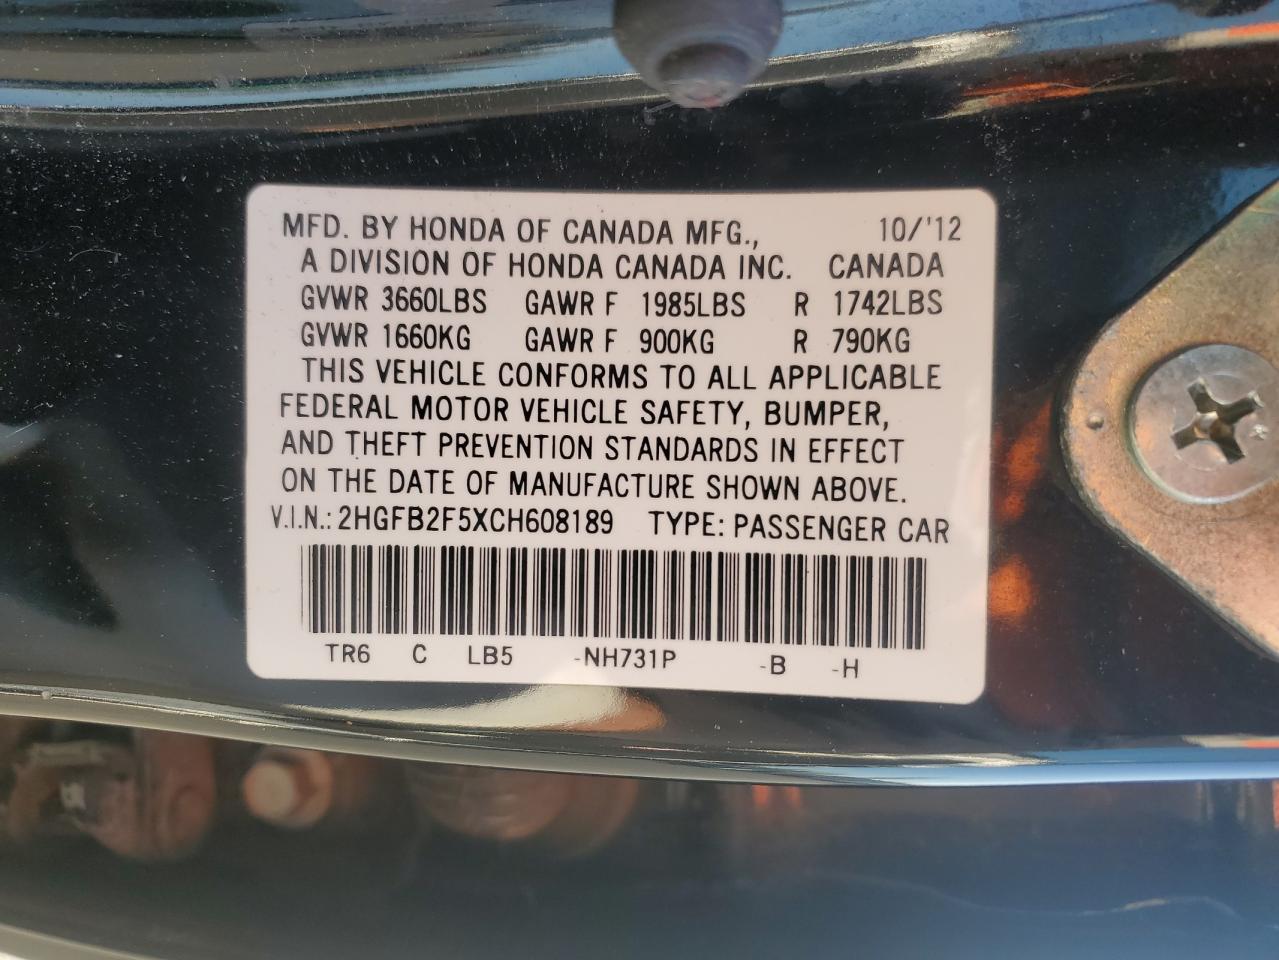 MFD. BY HONDA OF CANADA MFG., 10/'12
A DIVISION OF HONDA CANADA INC. CANADA
GVWR 3660LBS GAWR F 1985LBS R 1742LBS
GVWR 1660KG GAWR F 900KG R 790KG
THIS VEHICLE CONFORMS TO ALL APPLICABLE
FEDERAL MOTOR VEHICLE SAFETY, BUMPER,
AND THEFT PREVENTION STANDARDS IN EFFECT
ON THE DATE OF MANUFACTURE SHOWN ABOVE.
V.I.N.: 2HGFB2F5XCH608189 TYPE: PASSENGER CAR
TR6 C LB5 -NH731P -B -H